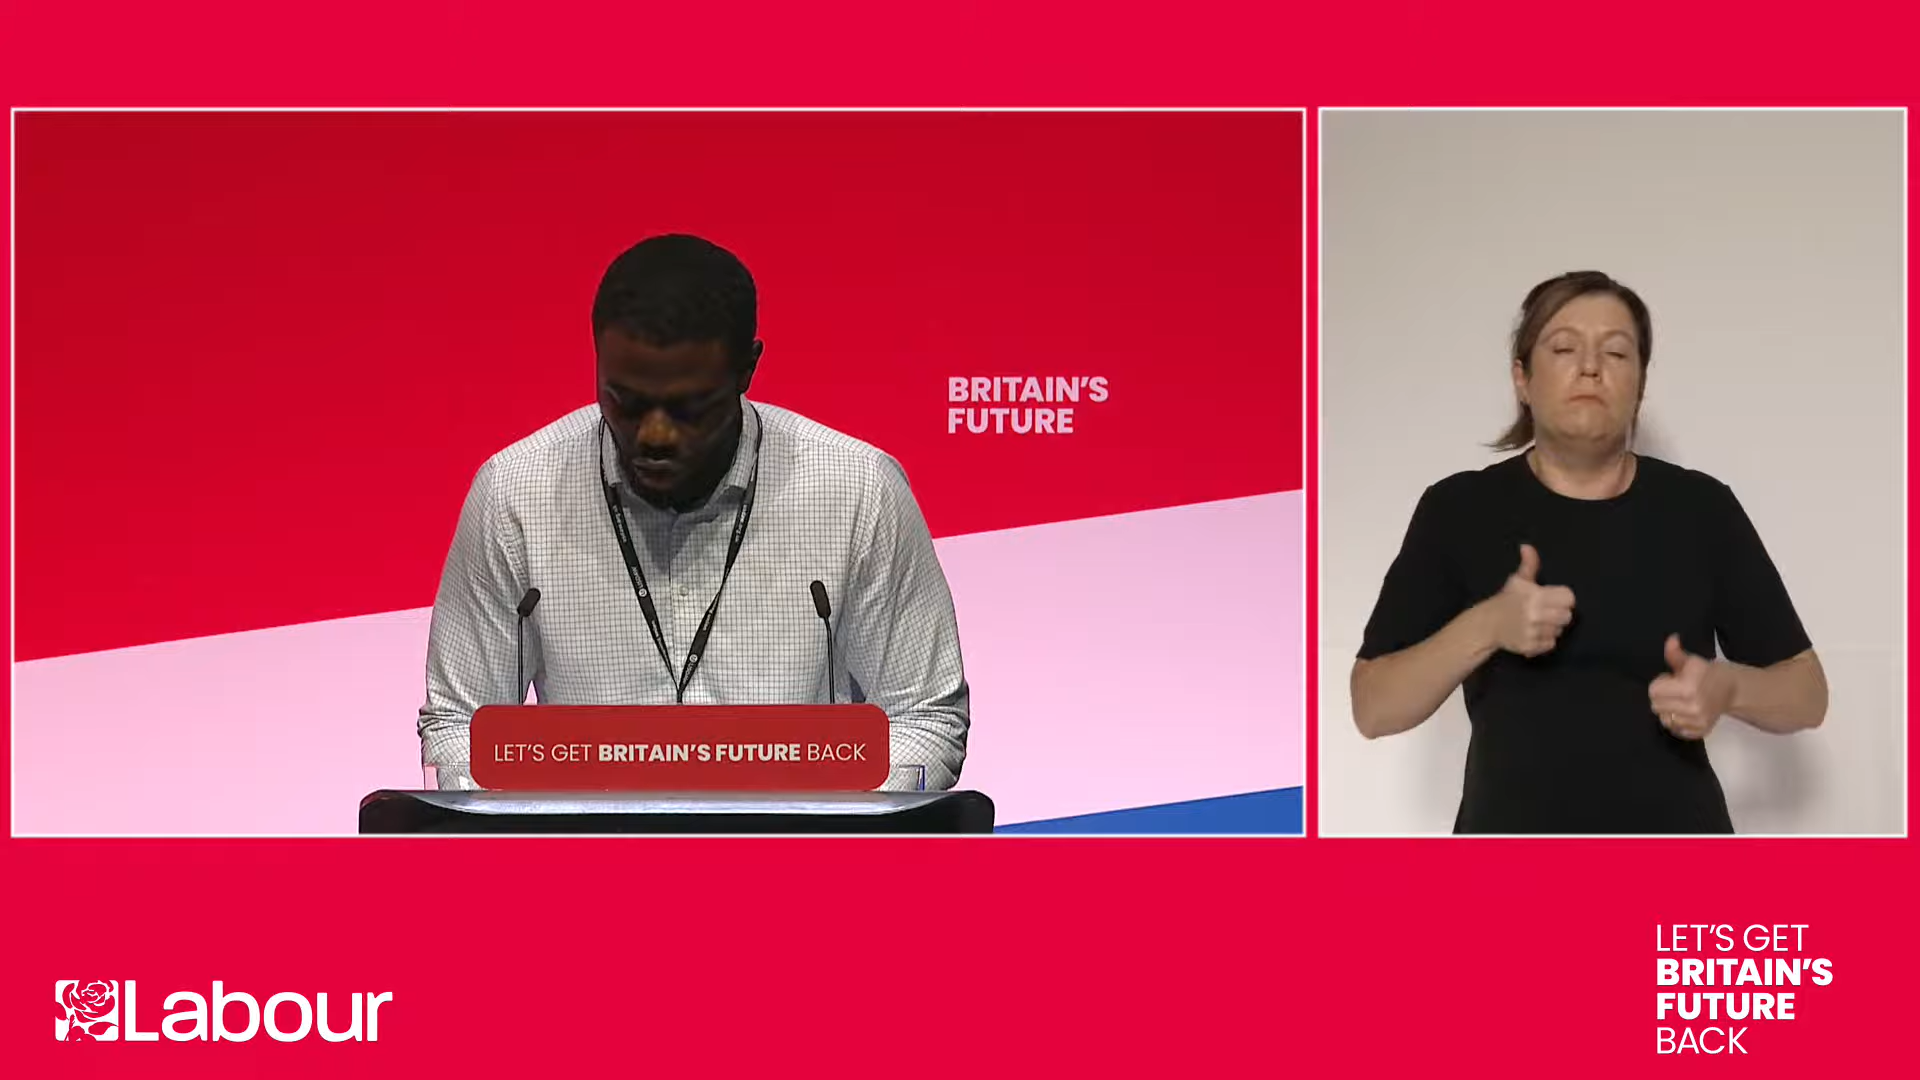 BRITAIN'S
FUTURE
LET'S GET BRITAIN'S FUTURE BACK
Labour
LET'S GET
BRITAIN'S
FUTURE
BACK